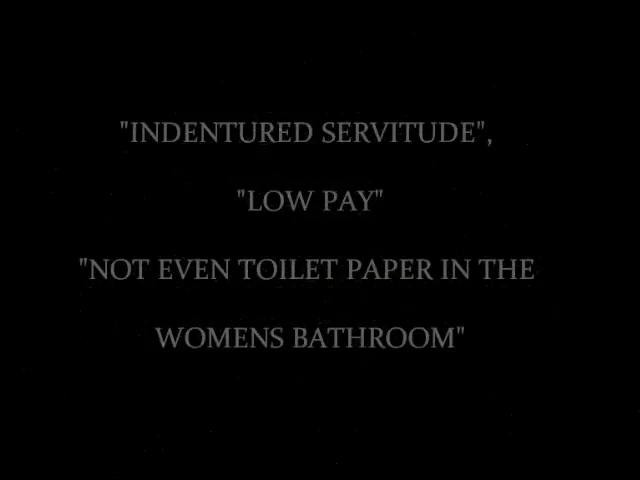 "INDENTURED SERVITUDE",
"LOW PAY"
"NOT EVEN TOILET PAPER IN THE
WOMENS BATHROOM"